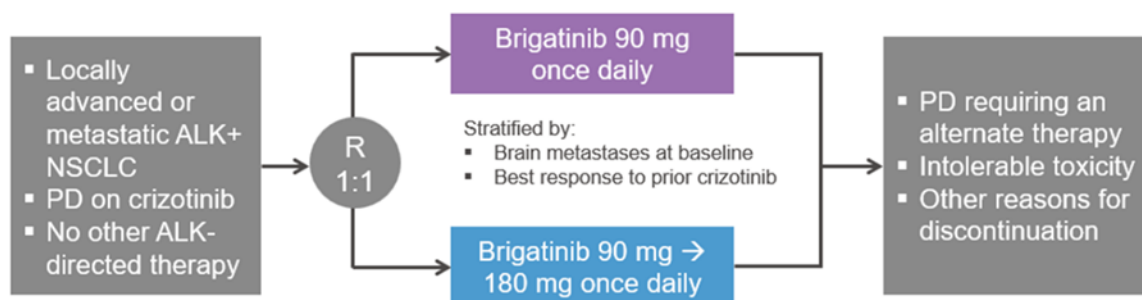 ▪ Locally
advanced or
metastatic ALK+
NSCLC
▪ PD on crizotinib
▪ No other ALK-
directed therapy
R
1:1
Brigatinib 90 mg
once daily
Stratified by:
▪ Brain metastases at baseline
▪ Best response to prior crizotinib
Brigatinib 90 mg →
180 mg once daily
▪ PD requiring an
alternate therapy
▪ Intolerable toxicity
▪ Other reasons for
discontinuation